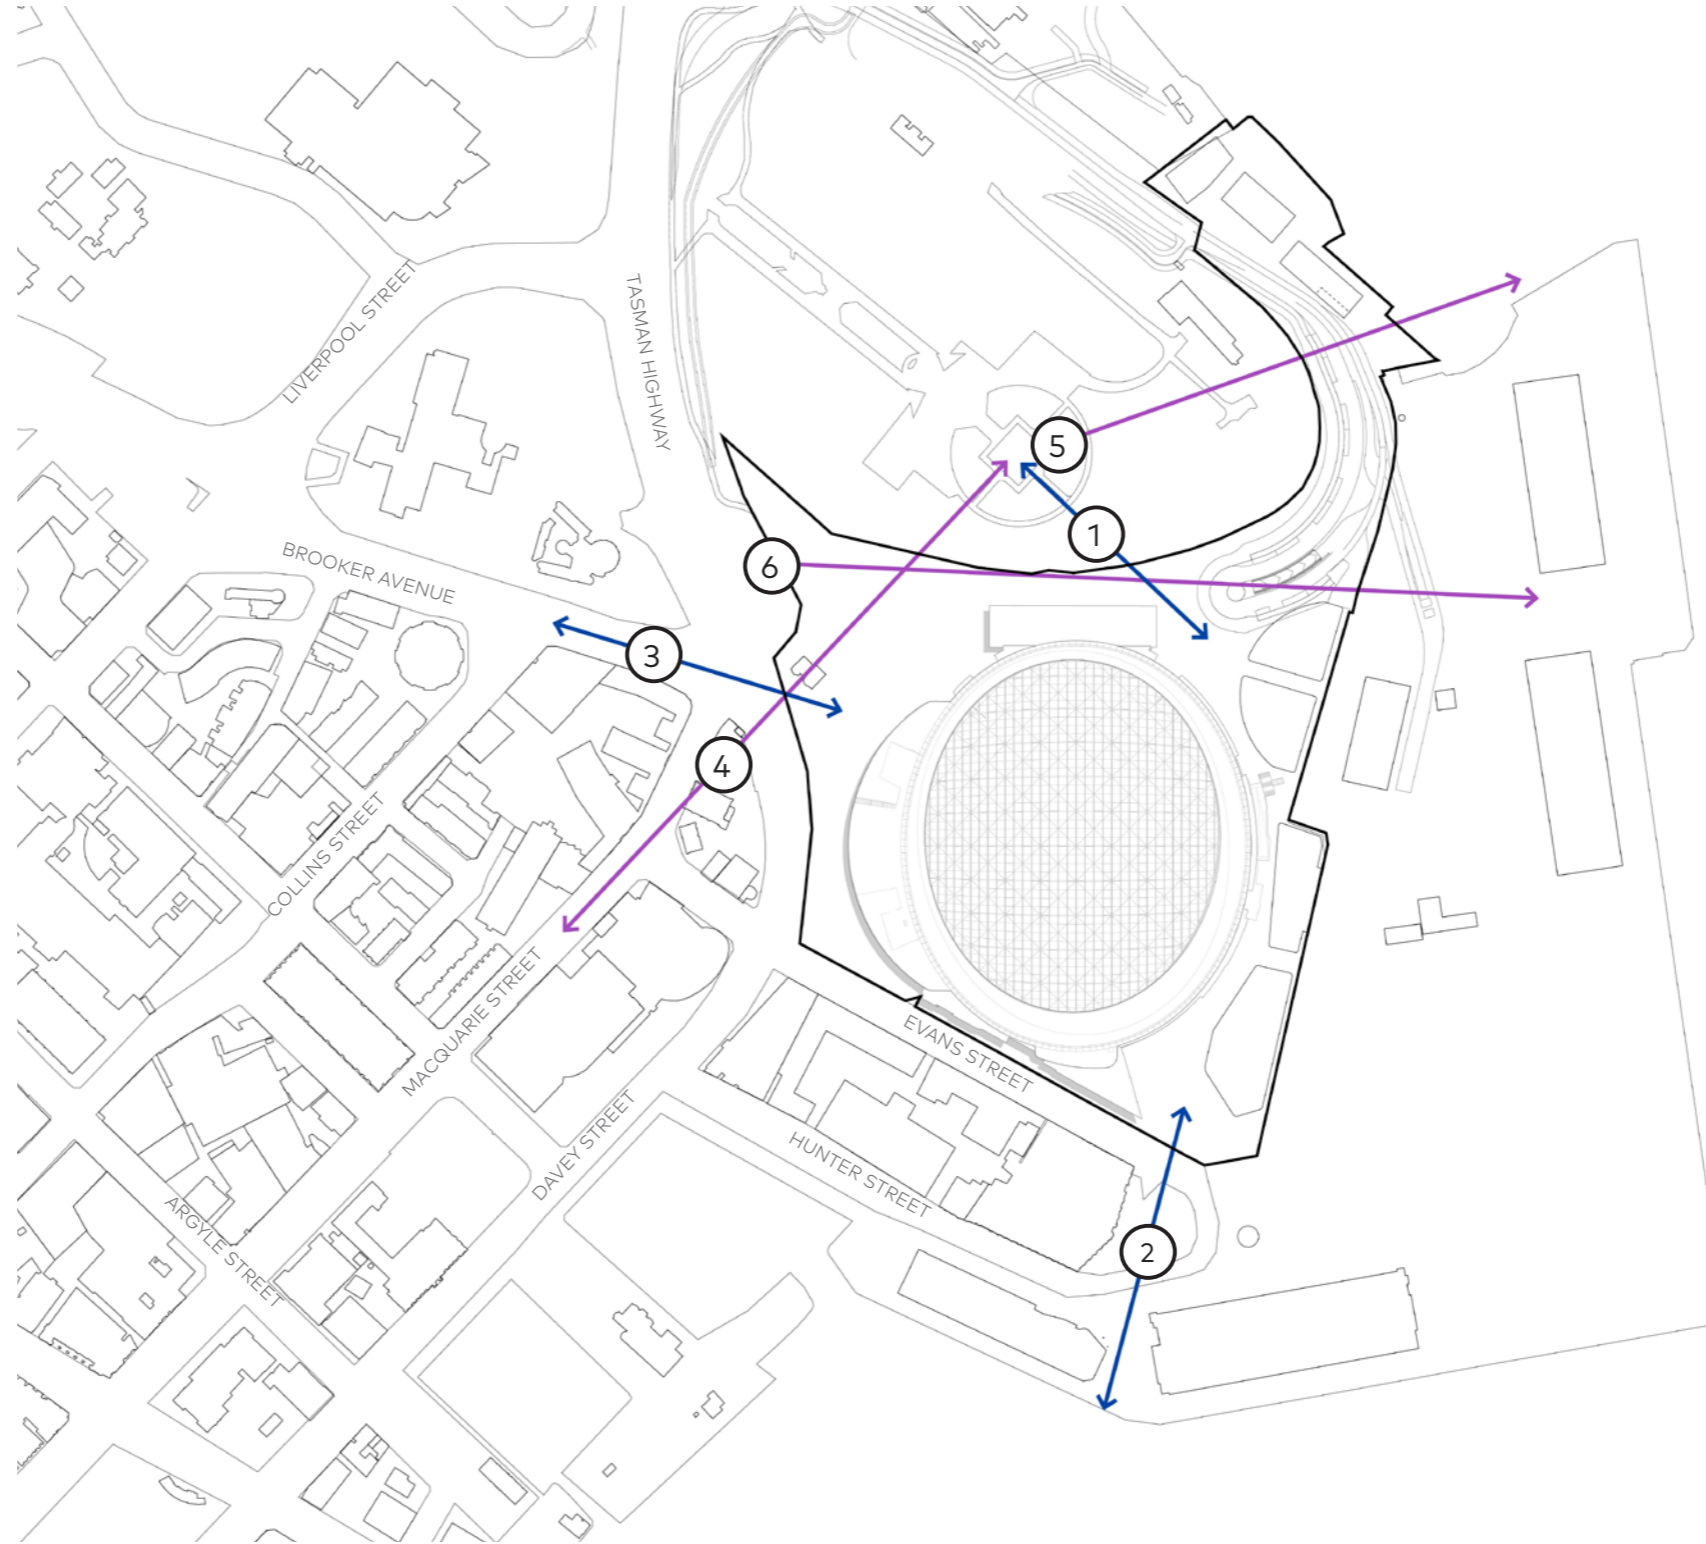 LIVERPOOL STREET
TASMAN HIGHWAY
5
1
BROOKER AVENUE
6
3
4
COLLINS STREET
MACQUARIE STREET
EVANS STREET
DAVEY STREET
HUNTER STREET
ARGYLE STREET
2